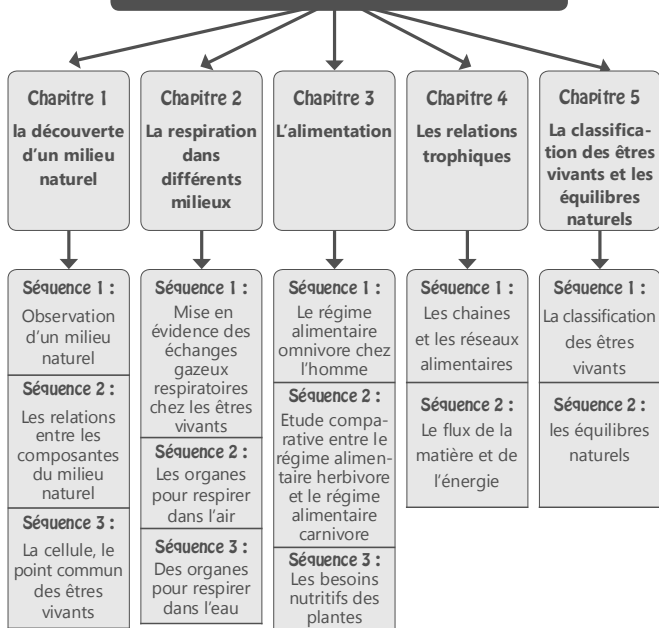 Chapitre 1
la découverte
d'un milieu
naturel
Séquence 1 :
Observation
d'un milieu
naturel
Séquence 2 :
Les relations
entre les
composantes
du milieu
naturel
Séquence 3 :
La cellule, le
point commun
des êtres
vivants
Chapitre 2
La respiration
dans
différents
milieux
Séquence 1 :
Mise en
évidence des
échanges
gazeux
respiratoires
chez les êtres
vivants
Séquence 2 :
Les organes
pour respirer
dans l'air
Séquence 3 :
Des organes
pour respirer
dans l'eau
Chapitre 3
L'alimentation
Séquence 1 :
Le régime
alimentaire
omnivore chez
l'homme
Séquence 2 :
Etude compa-
rative entre le
régime alimen-
taire herbivore
et le régime
alimentaire
carnivore
Séquence 3 :
Les besoins
nutritifs des
plantes
Chapitre 4
Les relations
trophiques
Séquence 1 :
Les chaines
et les réseaux
alimentaires
Séquence 2 :
Le flux de la
matière et de
l'énergie
Chapitre 5
La classifica-
tion des êtres
vivants et les
équilibres
naturels
Séquence 1 :
La classification
des êtres
vivants
Séquence 2 :
les équilibres
naturels